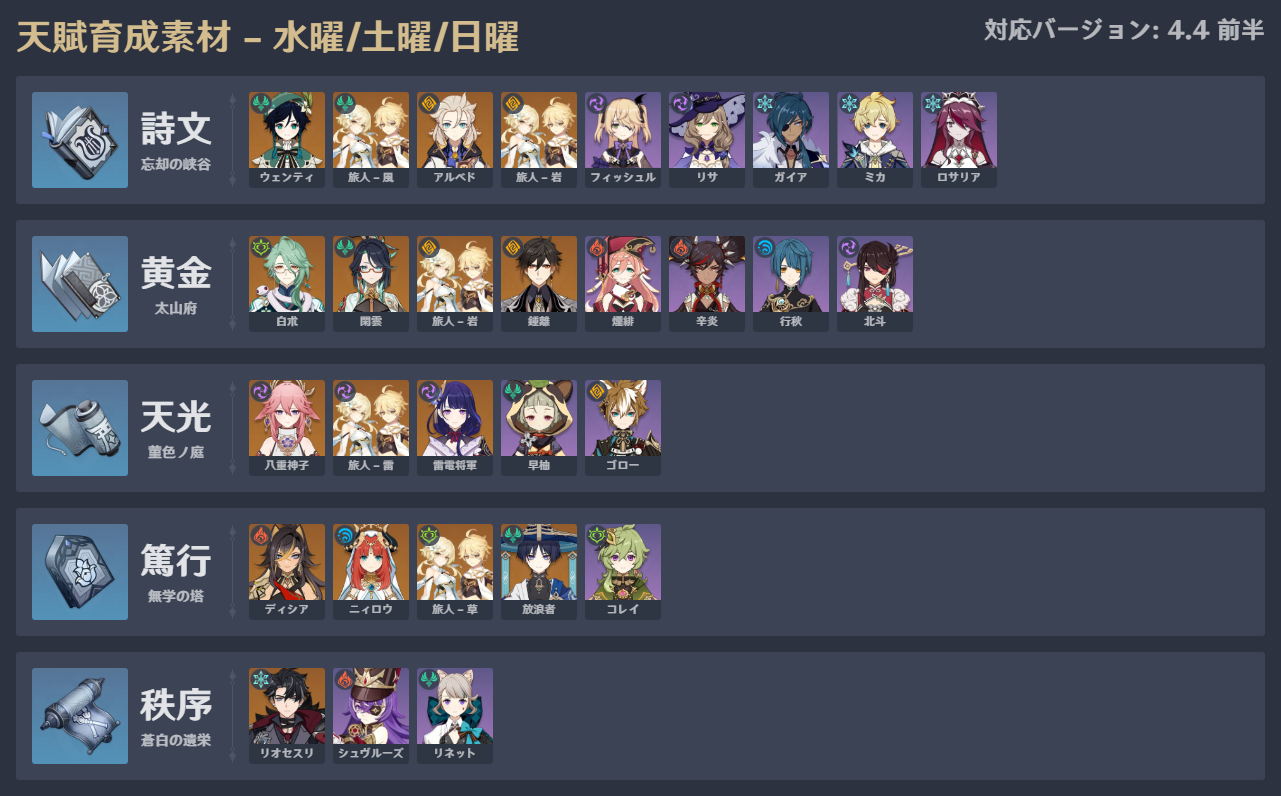 天賦育成素材 – 水曜/土曜/日曜
対応バージョン: 4.4 前半
詩文
忘却の峡谷
ウェンティ
旅人 – 風
アルベド
旅人 – 岩
フィッシュル
リサ
ガイア
ミカ
ロサリア
黄金
太山府
白朮
閑雲
旅人 – 岩
鍾離
煙緋
辛炎
行秋
北斗
天光
菫色ノ庭
八重神子
旅人 – 雷
雷電将軍
早柚
ゴロー
篤行
無学の塔
ディシア
ニィロウ
旅人 – 草
放浪者
コレイ
秩序
蒼白の遺栄
リオセスリ
シュヴルーズ
リネット